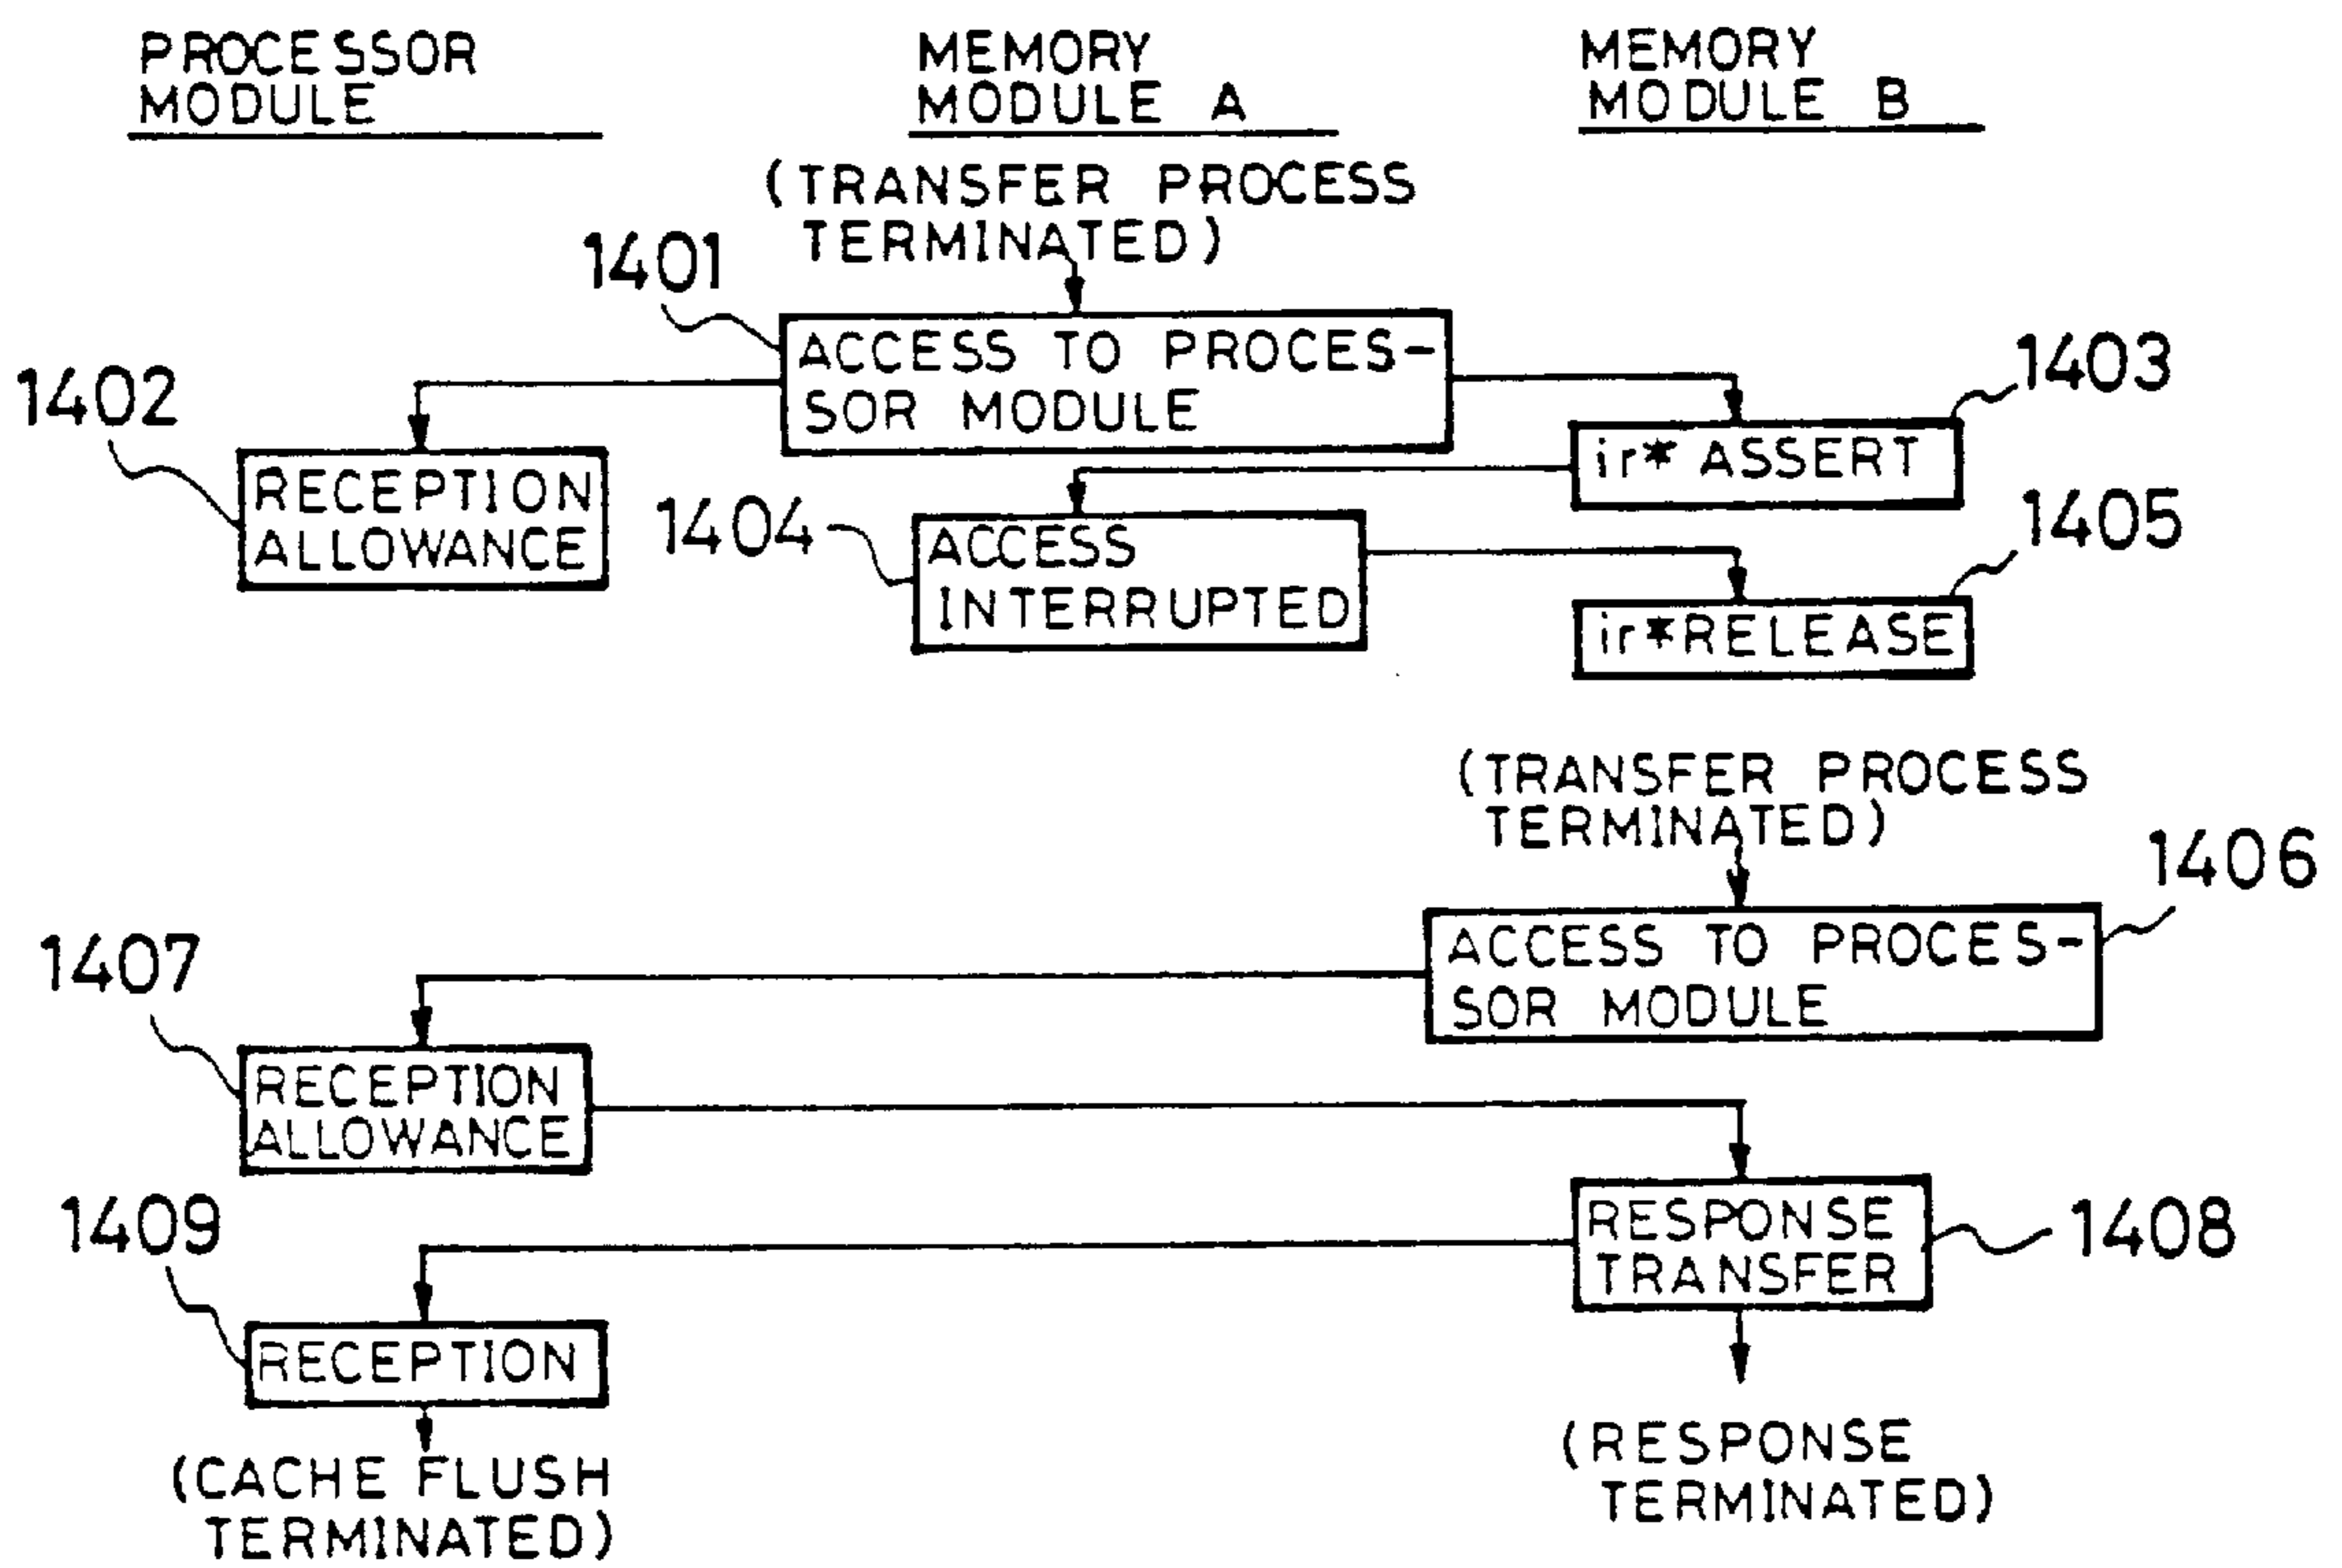 PROCESSOR
MODULE
MEMORY
MODULE A
MEMORY
MODULE B
(TRANSFER PROCESS
TERMINATED)
1401
ACCESS TO PROCES-
SOR MODULE
1402
RECEPTION
ALLOWANCE
1403
ir* ASSERT
1404
ACCESS
INTERRUPTED
1405
ir*RELEASE
(TRANSFER PROCESS
TERMINATED)
1406
ACCESS TO PROCES-
SOR MODULE
1407
RECEPTION
ALLOWANCE
1408
RESPONSE
TRANSFER
1409
RECEPTION
(CACHE FLUSH
TERMINATED)
(RESPONSE
TERMINATED)